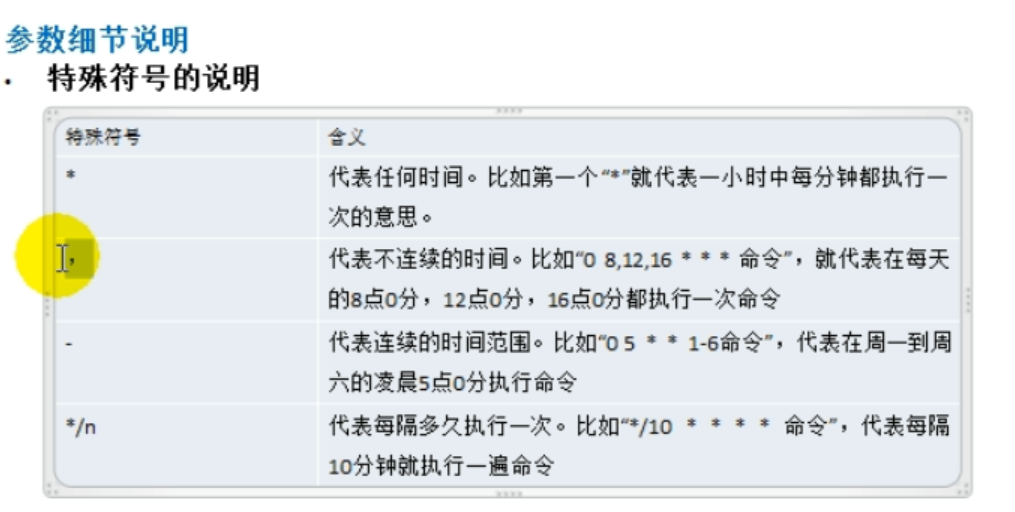 参数细节说明
• 特殊符号的说明
特殊符号 含义
* 代表任何时间。比如第一个“*”就代表一小时中每分钟都执行一
次的意思。
， 代表不连续的时间。比如“0 8,12,16 * * * 命令”，就代表在每天
的8点0分，12点0分，16点0分都执行一次命令
- 代表连续的时间范围。比如“0 5 * * 1-6命令”，代表在周一到周
六的凌晨5点0分执行命令
*/n 代表每隔多久执行一次。比如“*/10 * * * * 命令”，代表每隔
10分钟就执行一遍命令